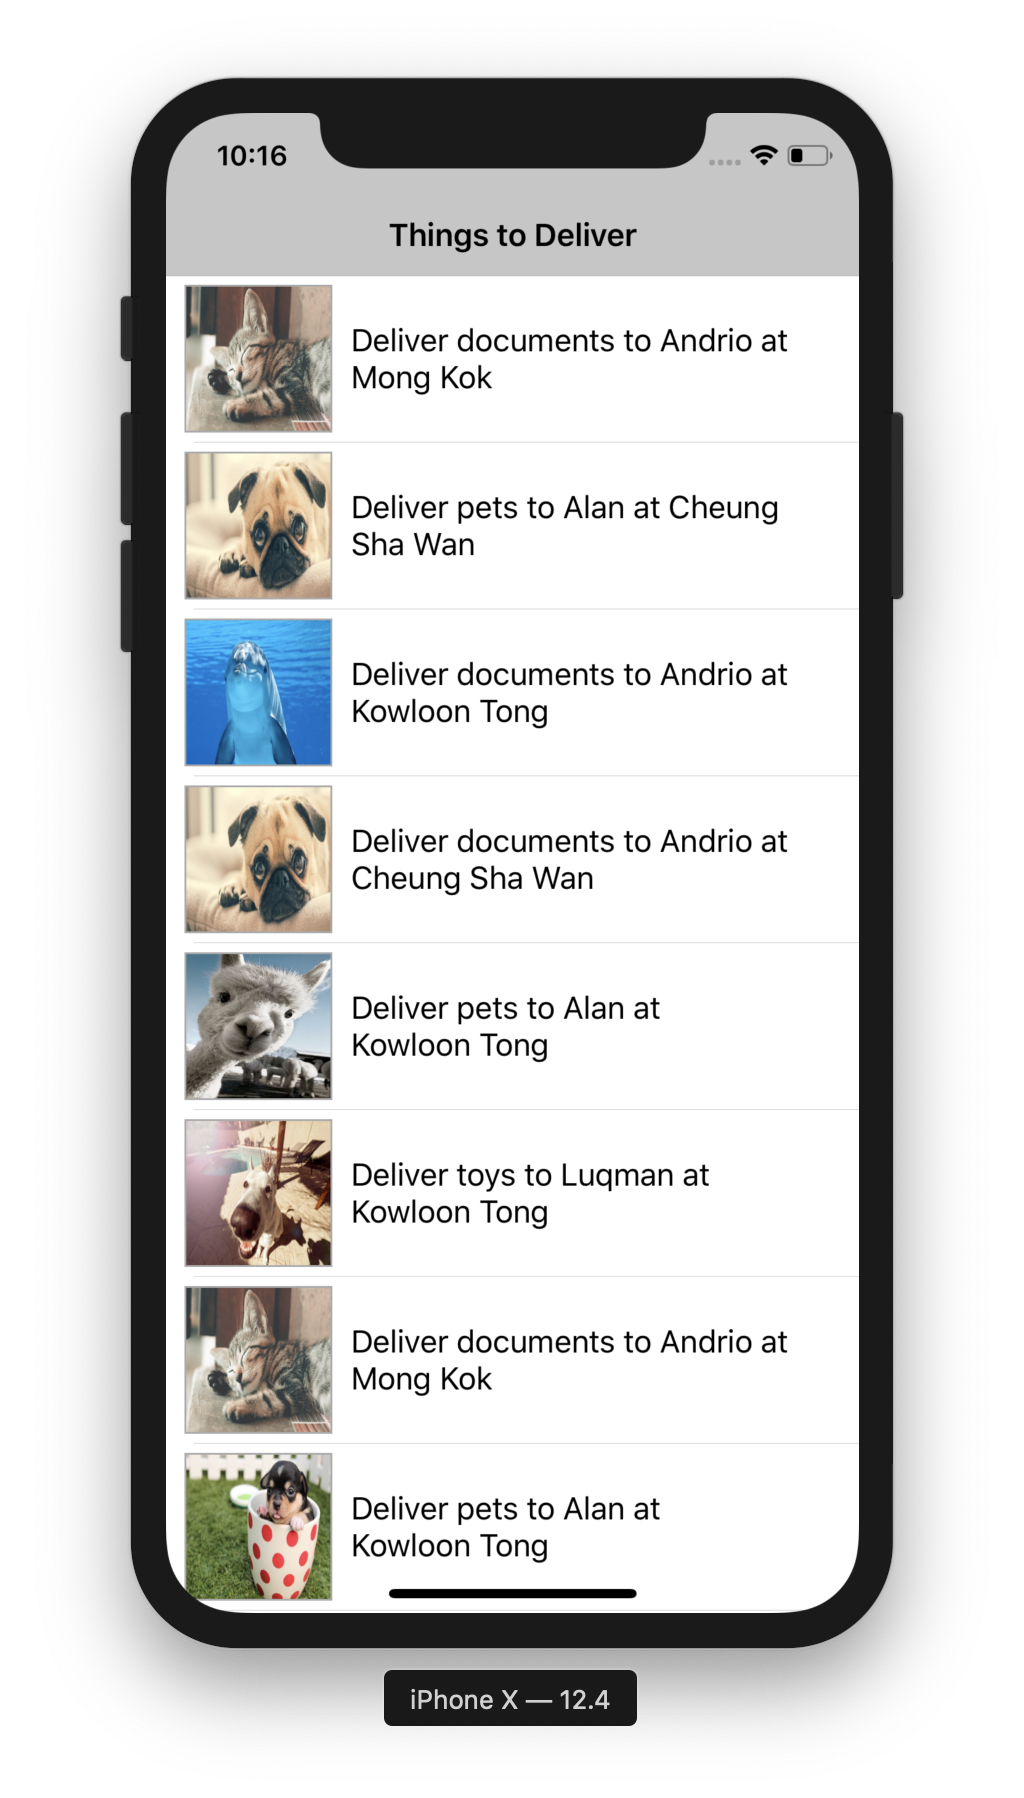 10:16
Things to Deliver
Deliver documents to Andrio at
Mong Kok
Deliver pets to Alan at Cheung
Sha Wan
Deliver documents to Andrio at
Kowloon Tong
Deliver documents to Andrio at
Cheung Sha Wan
Deliver pets to Alan at
Kowloon Tong
Deliver toys to Luqman at
Kowloon Tong
Deliver documents to Andrio at
Mong Kok
Deliver pets to Alan at
Kowloon Tong
iPhone X — 12.4